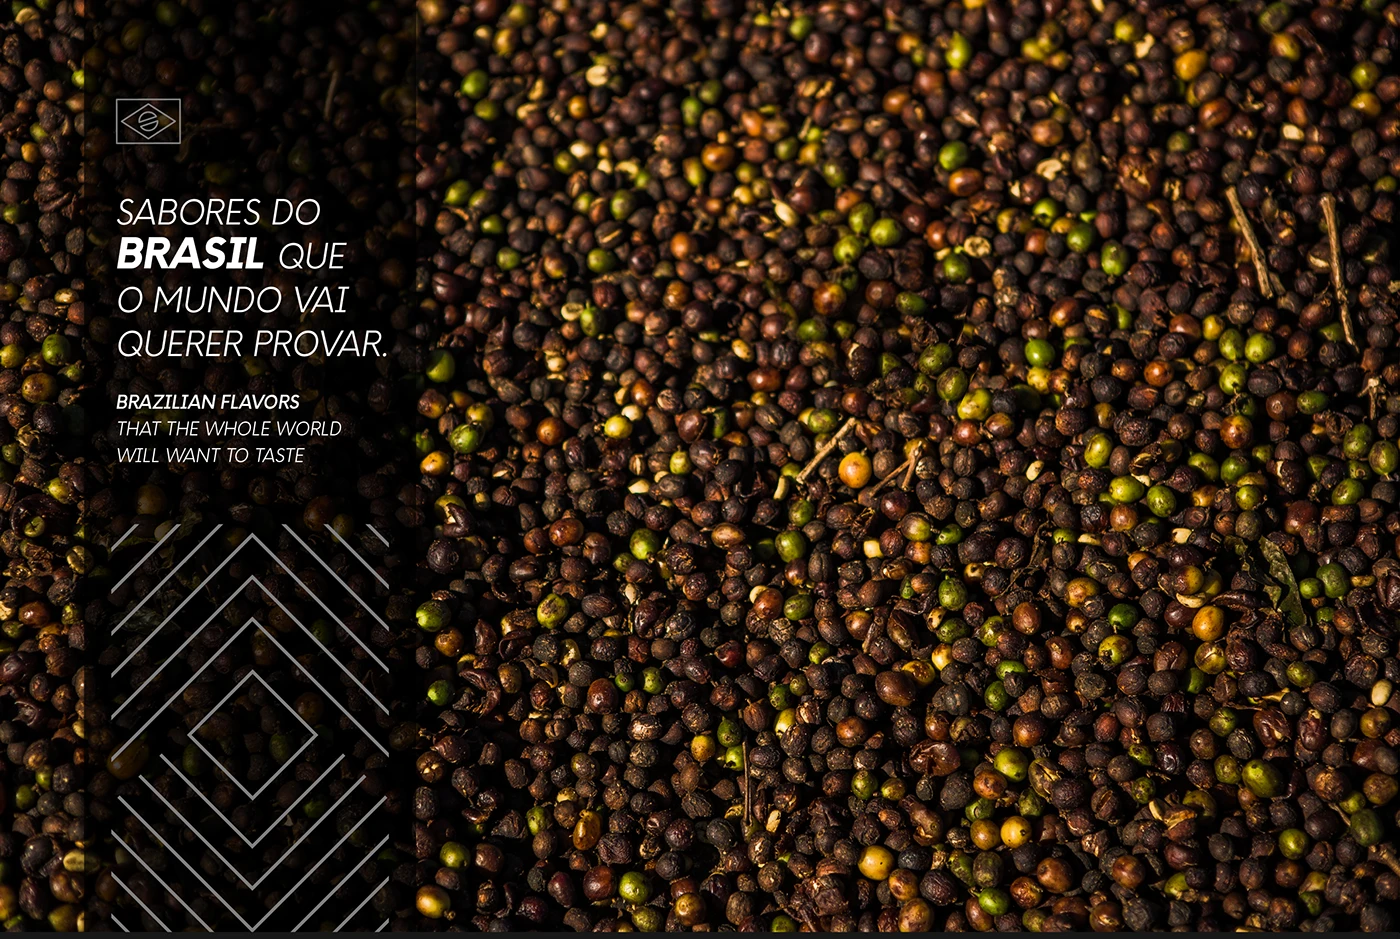 SABORES DO
BRASIL QUE
O MUNDO VAI
QUERER PROVAR.
BRAZILIAN FLAVORS
THAT THE WHOLE WORLD
WILL WANT TO TASTE